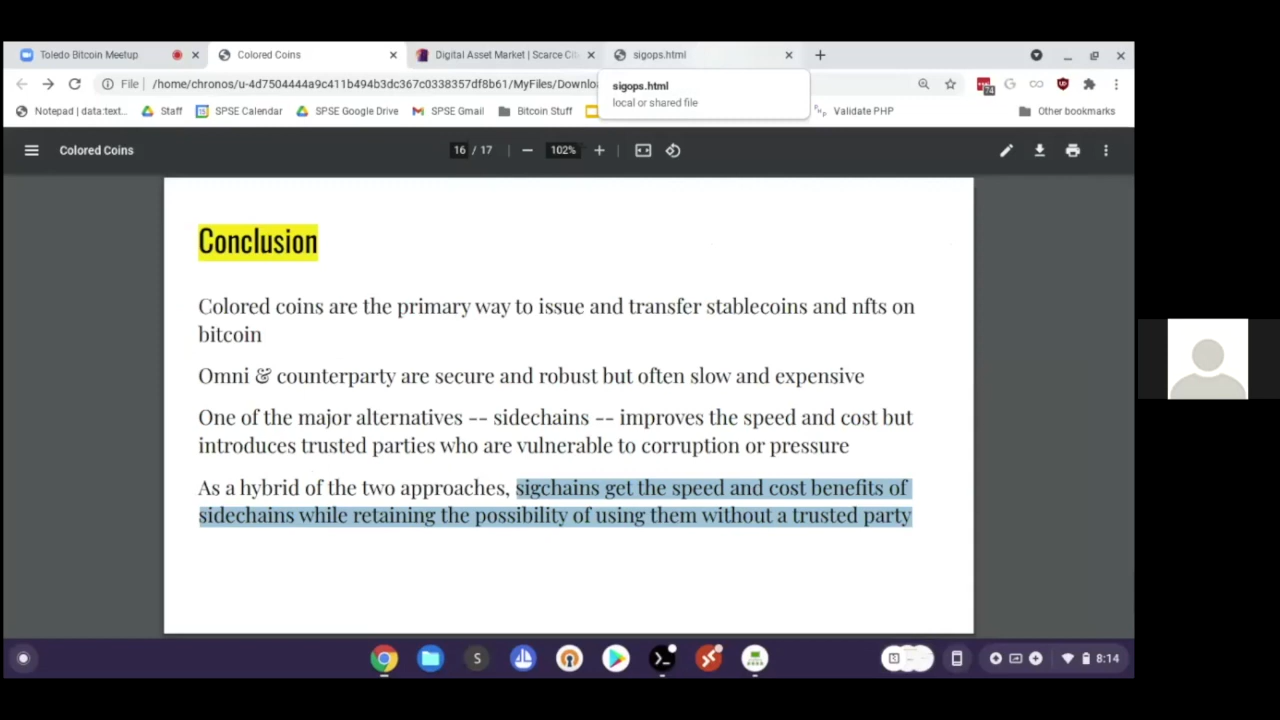 Toledo Bitcoin Meetup
Colored Coins
Digital Asset Market | Scarce Cit
sigops.html
File
/home/chronos/u-4d7504444a9c411b494b3dc367c0338357df8b61/MyFiles/Downlo
sigops.html
local or shared file
74
Notepad | data:text...
Staff
SPSE Calendar
SPSE Google Drive
SPSE Gmail
Bitcoin Stuff
Validate PHP
Other bookmarks
Colored Coins
16 / 17
102%
Conclusion
Colored coins are the primary way to issue and transfer stablecoins and nfts on
bitcoin
Omni & counterparty are secure and robust but often slow and expensive
One of the major alternatives -- sidechains -- improves the speed and cost but
introduces trusted parties who are vulnerable to corruption or pressure
As a hybrid of the two approaches, sigchains get the speed and cost benefits of
sidechains while retaining the possibility of using them without a trusted party
S
8:14